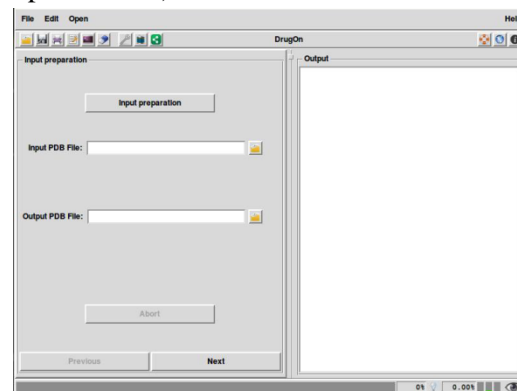 File Edit Open Hel
DrugOn
Input preparation
Output
Input preparation
Input PDB File:
Output PDB File:
Abort
Previous Next
0% 0.00%